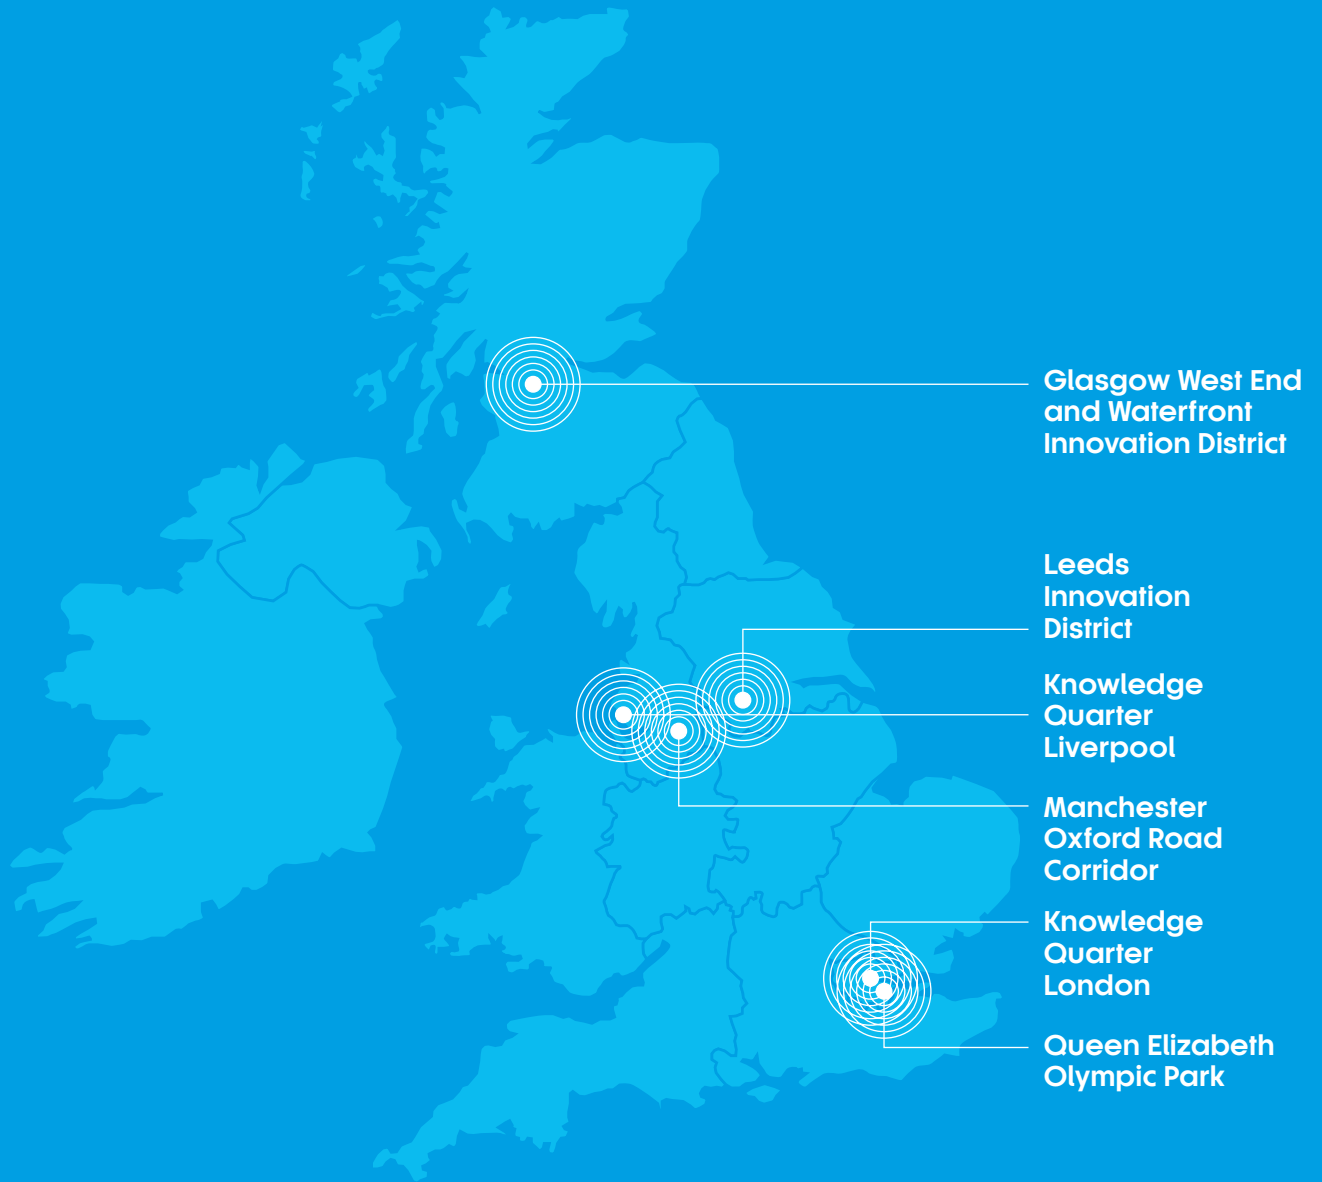 Glasgow West End
and Waterfront
Innovation District
Leeds
Innovation
District
Knowledge
Quarter
Liverpool
Manchester
Oxford Road
Corridor
Knowledge
Quarter
London
Queen Elizabeth
Olympic Park